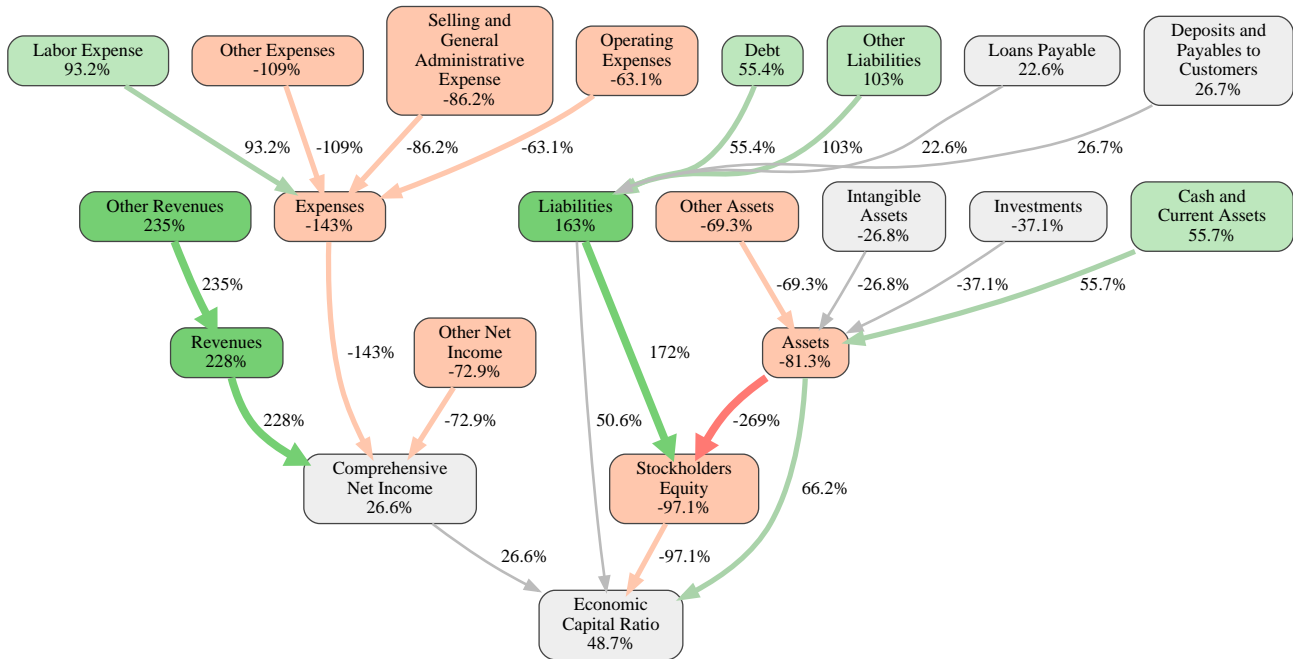 Labor Expense
93.2%
Other Expenses
-109%
Selling and
General
Administrative
Expense
-86.2%
Operating
Expenses
-63.1%
Debt
55.4%
Other
Liabilities
103%
Loans Payable
22.6%
Deposits and
Payables to
Customers
26.7%
93.2%
-109%
-86.2%
-63.1%
55.4%
103%
22.6%
26.7%
Other Revenues
235%
Expenses
-143%
Liabilities
163%
Other Assets
-69.3%
Intangible
Assets
-26.8%
Investments
-37.1%
Cash and
Current Assets
55.7%
235%
-69.3%
-26.8%
-37.1%
55.7%
Revenues
228%
-143%
Other Net
Income
-72.9%
172%
Assets
-81.3%
228%
-72.9%
50.6%
-269%
Comprehensive
Net Income
26.6%
Stockholders
Equity
-97.1%
66.2%
26.6%
-97.1%
Economic
Capital Ratio
48.7%